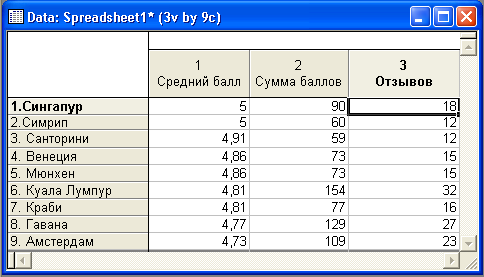 Data: Spreadsheet1* (3v by 9c)
1 2 3
Средний балл Сумма баллов Отзывов
1.Сингапур 5 90 18
2.Симрип 5 60 12
3. Санторини 4,91 59 12
4. Венеция 4,86 73 15
5. Мюнхен 4,86 73 15
6. Куала Лумпур 4,81 154 32
7. Краби 4,81 77 16
8. Гавана 4,77 129 27
9. Амстердам 4,73 109 23